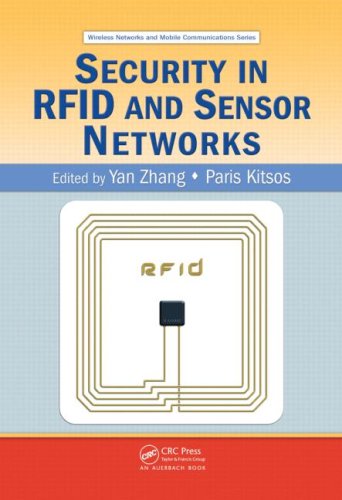 Wireless Networks and Mobile Communications Series
SECURITY IN
RFID AND SENSOR
NETWORKS
Edited by Yan Zhang • Paris Kitsos
RFid
CRC
CRC Press
Taylor & Francis Group
AN AUERBACH BOOK